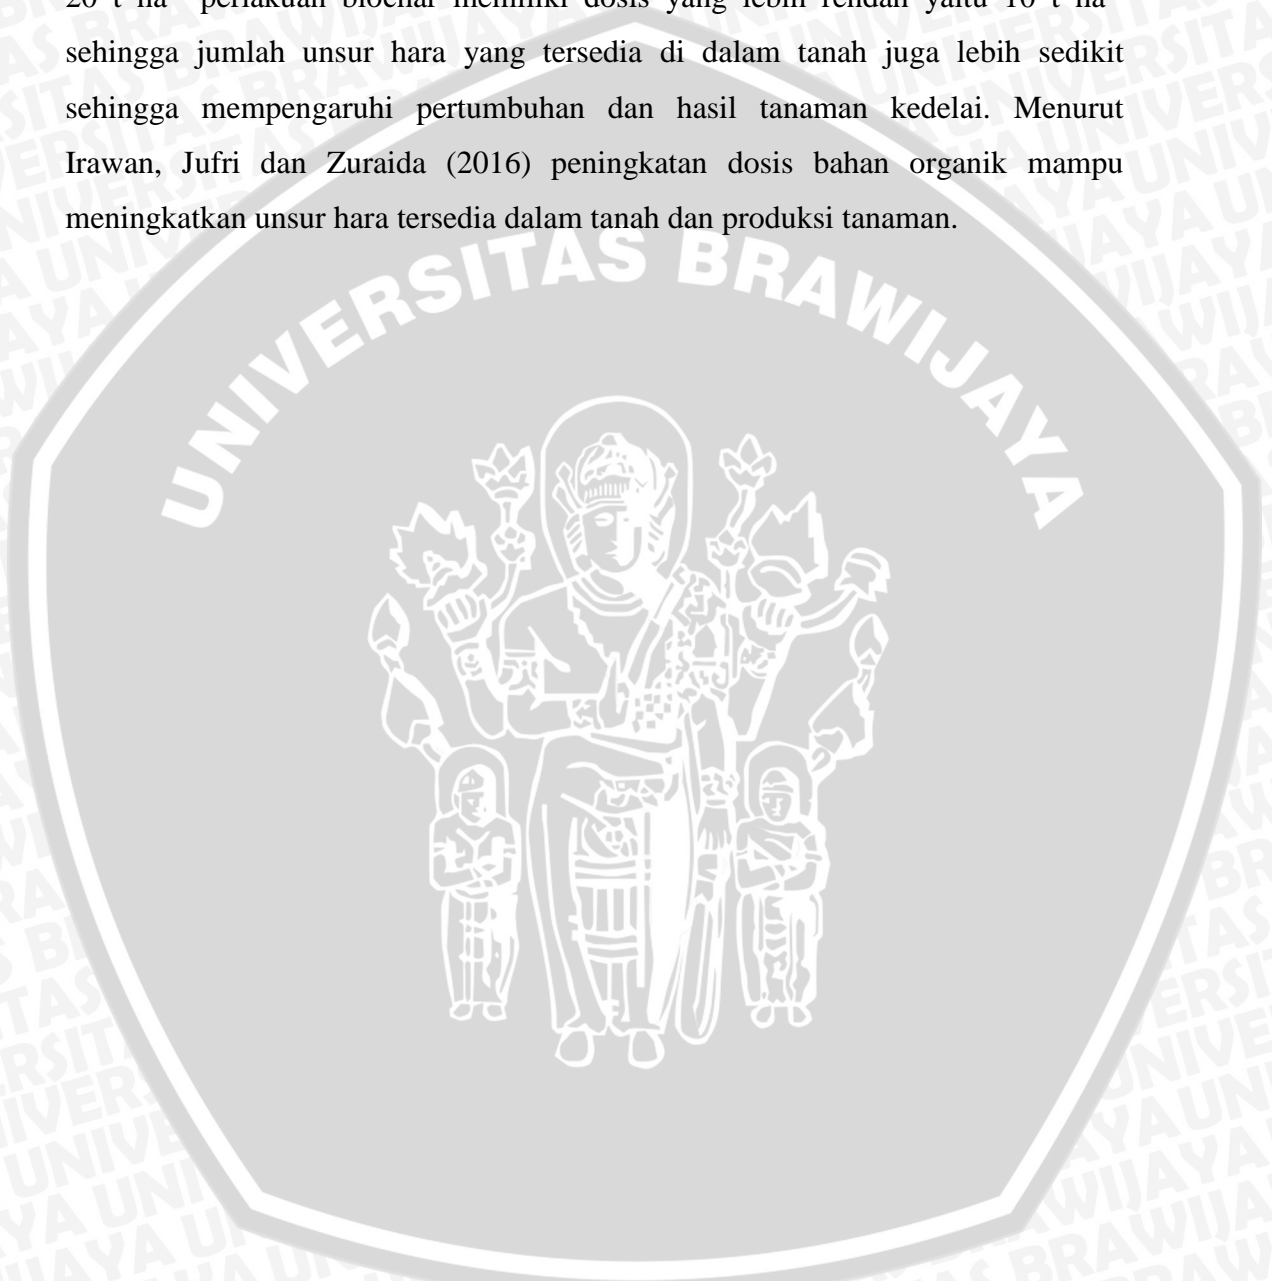 20 t ha perlakuan biochar memiliki dosis yang lebih rendah yaitu 10 t ha
sehingga jumlah unsur hara yang tersedia di dalam tanah juga lebih sedikit
sehingga mempengaruhi pertumbuhan dan hasil tanaman kedelai. Menurut
Irawan, Jufri dan Zuraida (2016) peningkatan dosis bahan organik mampu
meningkatkan unsur hara tersedia dalam tanah dan produksi tanaman.
UNIVERSITAS BRAWIJAYA